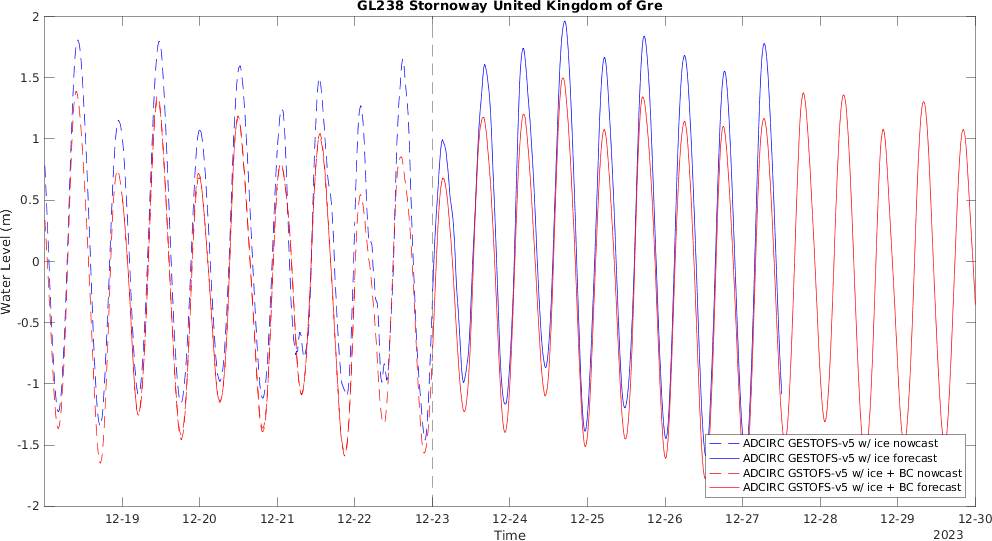 GL238 Stornoway United Kingdom of Gre
2
1.5
1
0.5
0
-0.5
-1
-1.5
-2
Water Level (m)
ADCIRC GESTOFS-v5 w/ ice nowcast
ADCIRC GESTOFS-v5 w/ ice forecast
ADCIRC GSTOFS-v5 w/ ice + BC nowcast
ADCIRC GSTOFS-v5 w/ ice + BC forecast
12-19 12-20 12-21 12-22 12-23 12-24 12-25 12-26 12-27 12-28 12-29 12-30
Time
2023